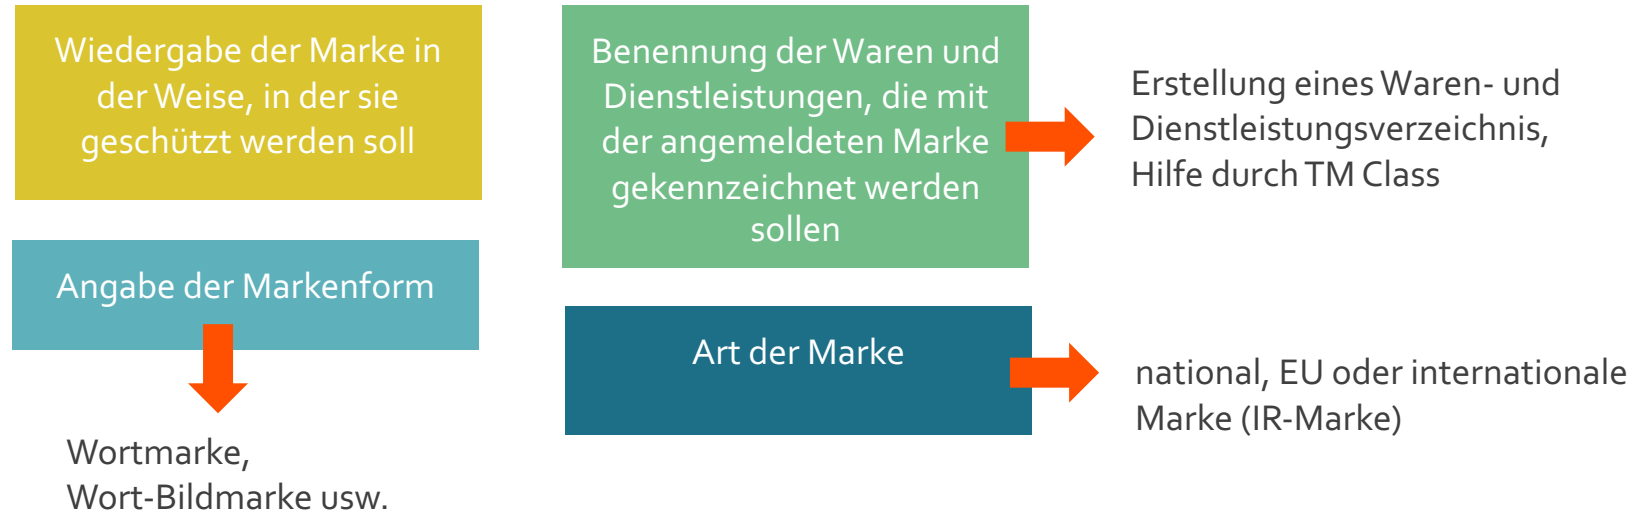 Wiedergabe der Marke in
der Weise, in der sie
geschützt werden soll
Angabe der Markenform
Wortmarke,
Wort-Bildmarke usw.
Benennung der Waren und
Dienstleistungen, die mit
der angemeldeten Marke
gekennzeichnet werden
sollen
Erstellung eines Waren- und
Dienstleistungsverzeichnis,
Hilfe durch TM Class
Art der Marke
national, EU oder internationale
Marke (IR-Marke)